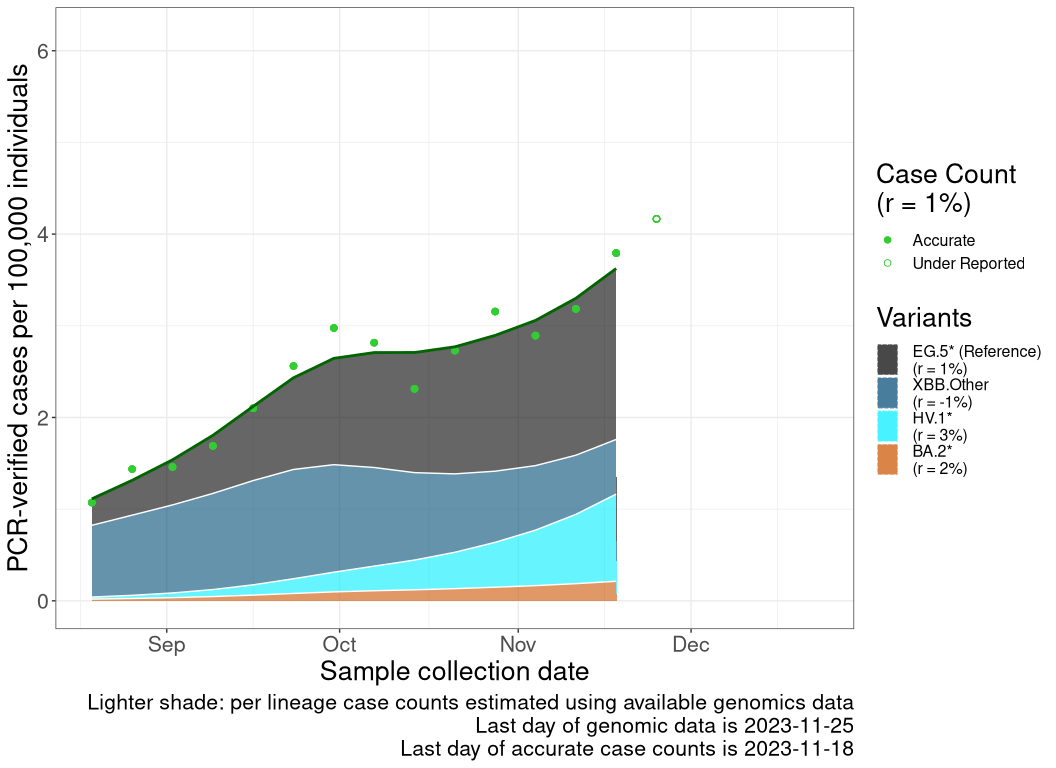 PCR-verified cases per 100,000 individuals
6
4
2
0
Sep
Oct
Nov
Dec
Sample collection date
Lighter shade: per lineage case counts estimated using available genomics data
Last day of genomic data is 2023-11-25
Last day of accurate case counts is 2023-11-18
Case Count
(r = 1%)
Accurate
Under Reported
Variants
EG.5* (Reference)
(r = 1%)
XBB.Other
(r = -1%)
HV.1*
(r = 3%)
BA.2*
(r = 2%)